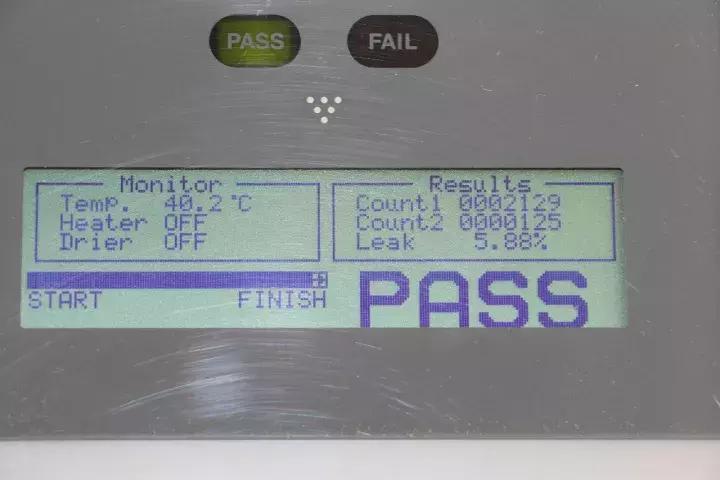 PASS FAIL
Monitor
Temp. 40.2°C
Heater OFF
Drier OFF
Results
Count1 0002129
Count2 0000125
Leak 5.88%
START FINISH
PASS